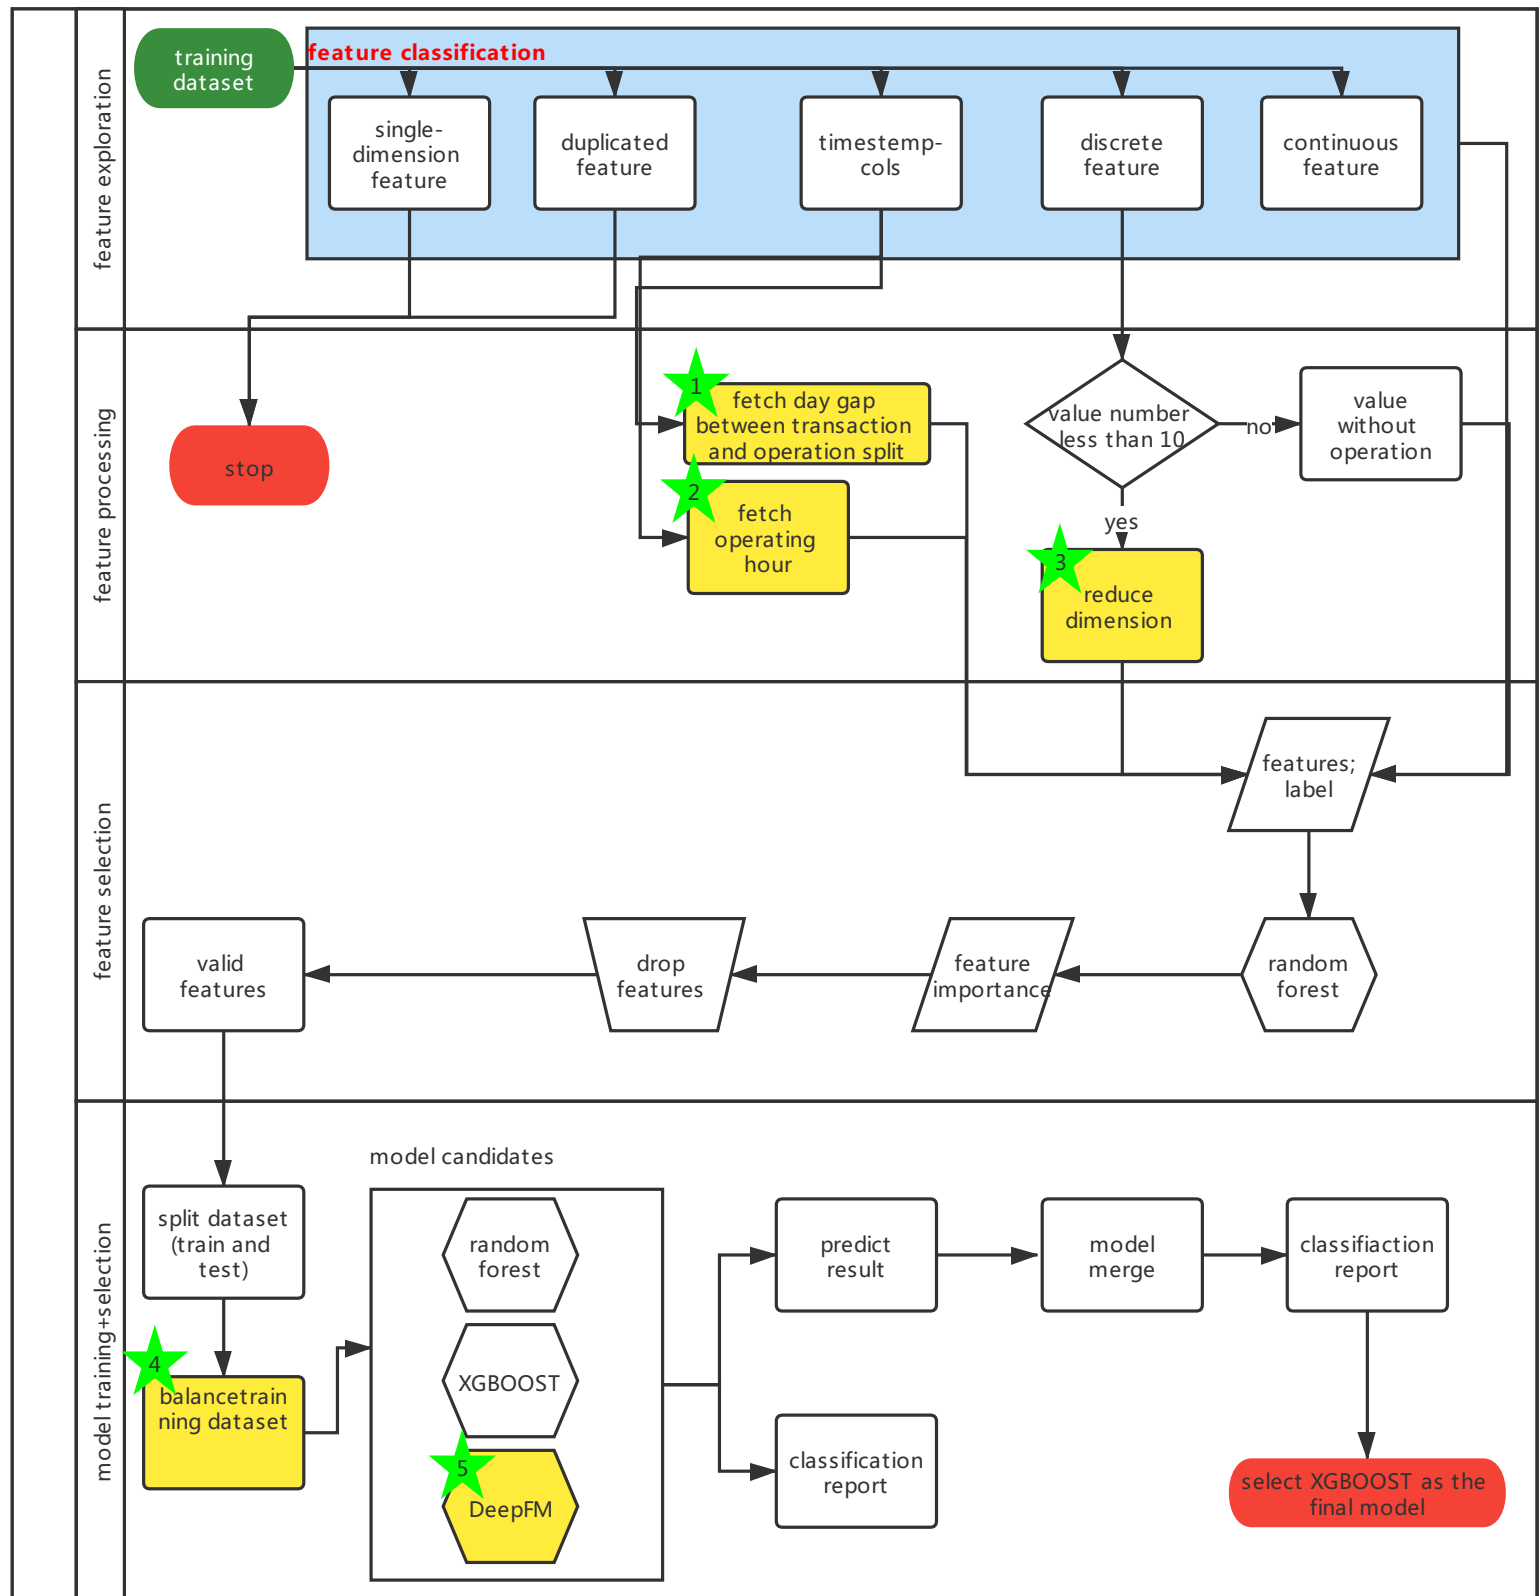 feature exploration
training
dataset
feature classification
single-
dimension
feature
duplicated
feature
timestemp-
cols
discrete
feature
continuous
feature
feature processing
stop
1
fetch day gap
between transaction
and operation split
2
fetch
operating
hour
value number
less than 10
no
value
without
operation
yes
3
reduce
dimension
feature selection
features;
label
valid
features
drop
features
feature
importance
random
forest
model training+selection
model candidates
split dataset
(train and
test)
4
balancetrain
ning dataset
random
forest
XGBOOST
5
DeepFM
predict
result
model
merge
classifiaction
report
classification
report
select XGBOOST as the
final model